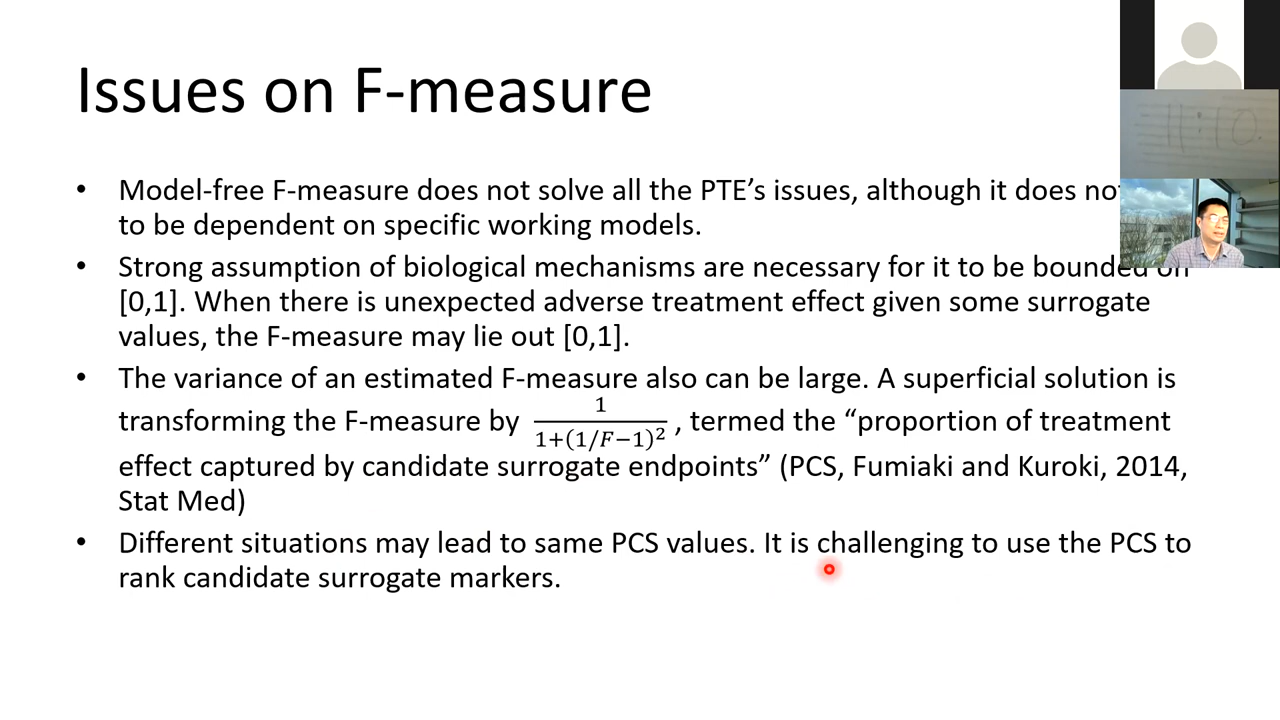 Issues on F-measure
• Model-free F-measure does not solve all the PTE's issues, although it does
to be dependent on specific working models.
• Strong assumption of biological mechanisms are necessary for it to be bounded on
[0,1]. When there is unexpected adverse treatment effect given some surrogate
values, the F-measure may lie out [0,1].
• The variance of an estimated F-measure also can be large. A superficial solution is
transforming the F-measure by 1/(1+(1/F−1)²), termed the “proportion of treatment
effect captured by candidate surrogate endpoints” (PCS, Fumiaki and Kuroki, 2014,
Stat Med)
• Different situations may lead to same PCS values. It is challenging to use the PCS to
rank candidate surrogate markers.
11:10